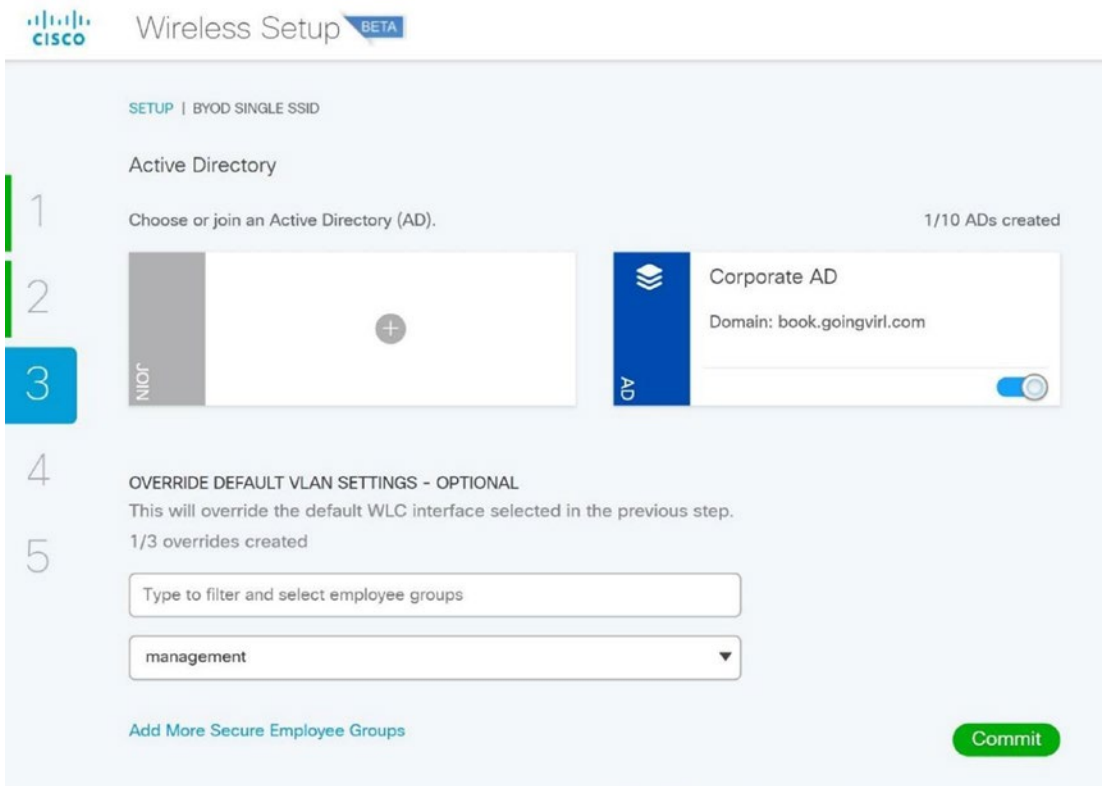 CISCO
Wireless Setup BETA
SETUP | BYOD SINGLE SSID
Active Directory
Choose or join an Active Directory (AD). 1/10 ADs created
JOIN
AD
Corporate AD
Domain: book.goingvirl.com
1
2
3
4
5
OVERRIDE DEFAULT VLAN SETTINGS - OPTIONAL
This will override the default WLC interface selected in the previous step.
1/3 overrides created
Type to filter and select employee groups
management
Add More Secure Employee Groups
Commit